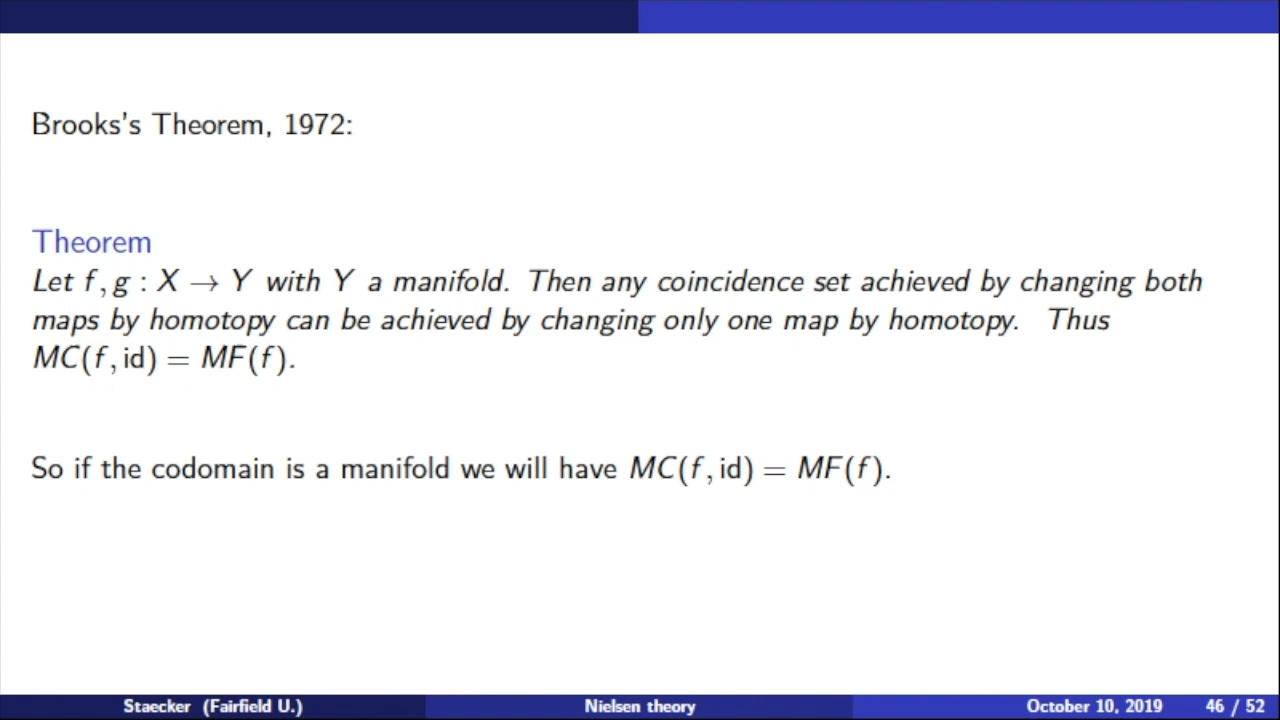 Brooks's Theorem, 1972:
Theorem
Let f, g : X → Y with Y a manifold. Then any coincidence set achieved by changing both
maps by homotopy can be achieved by changing only one map by homotopy. Thus
MC(f, id) = MF(f).
So if the codomain is a manifold we will have MC(f, id) = MF(f).
Staecker (Fairfield U.) Nielsen theory October 10, 2019 46 / 52